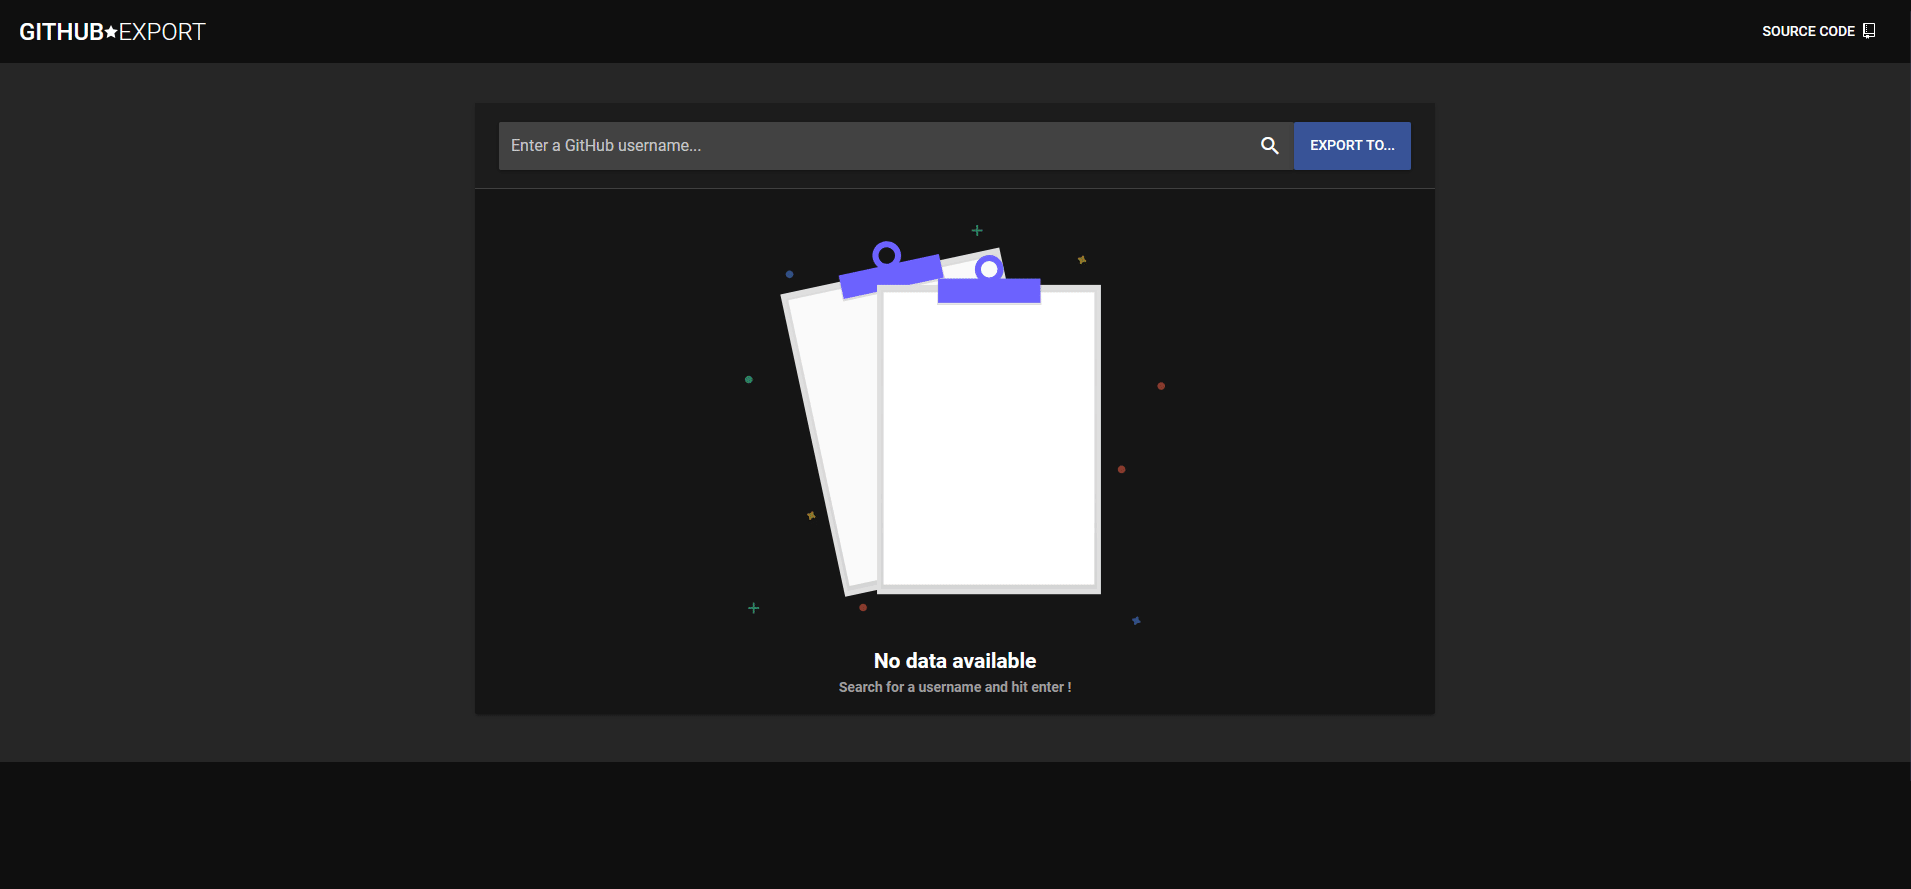 GITHUB★EXPORT
SOURCE CODE
Enter a GitHub username...
EXPORT TO...
No data available
Search for a username and hit enter !